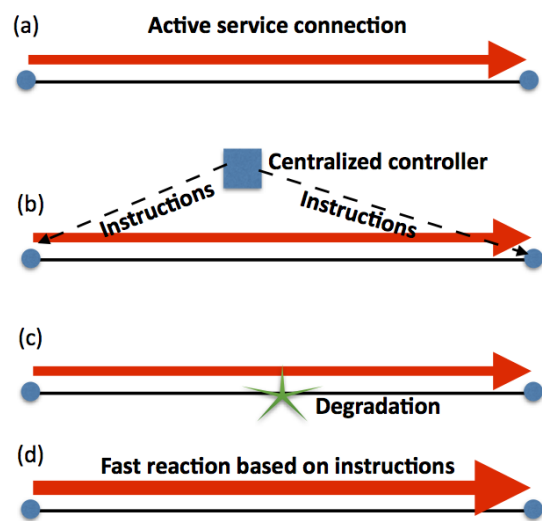 (a)
Active service connection
Centralized controller
(b)
Instructions
Instructions
(c)
Degradation
(d)
Fast reaction based on instructions